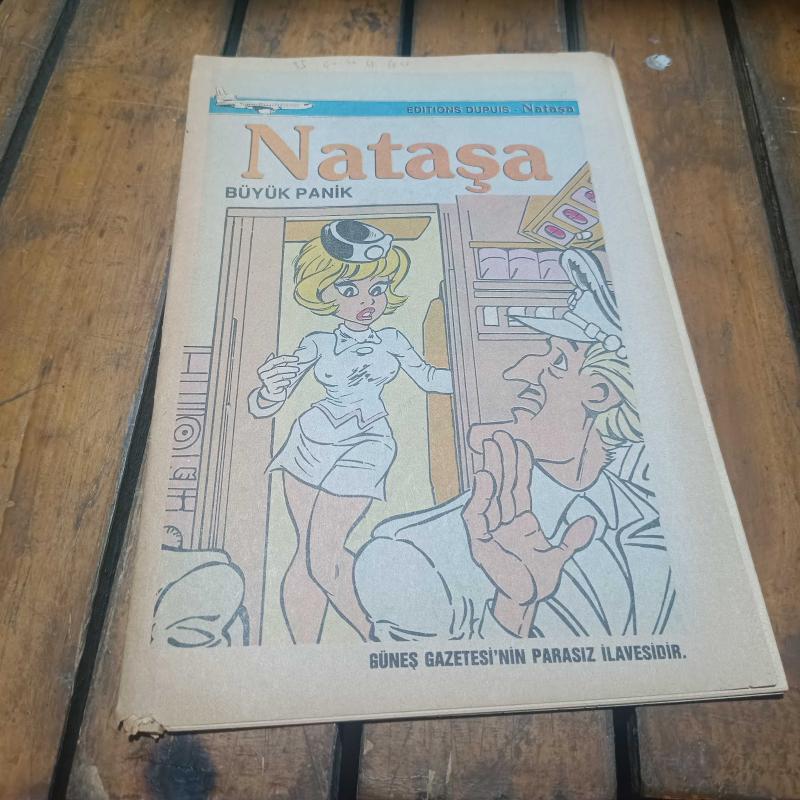 EDITIONS DUPUIS - Nataşa
Nataşa
BÜYÜK PANİK
GÜNEŞ GAZETESİ'NİN PARASIZ İLAVESİDİR.